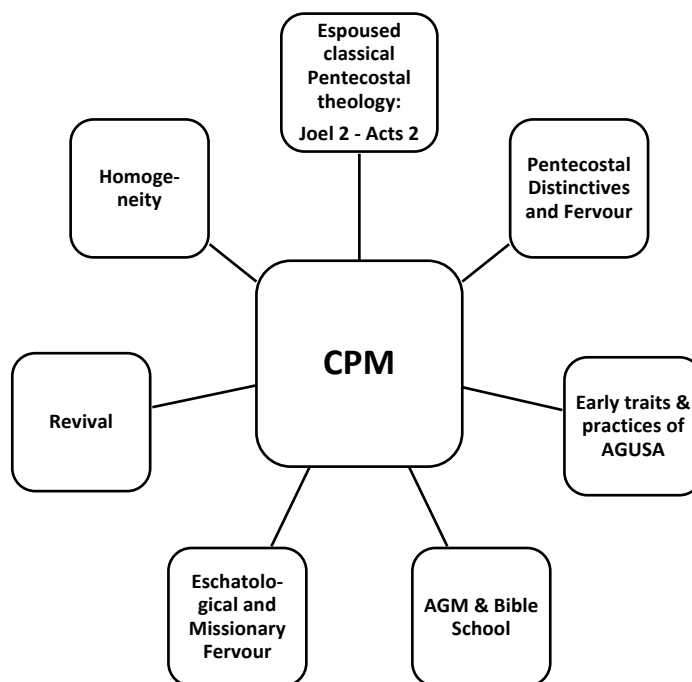 Espoused
classical
Pentecostal
theology:
Joel 2 - Acts 2
Pentecostal
Distinctives
and Fervour
Early traits &
practices of
AGUSA
AGM & Bible
School
Eschatolo-
gical and
Missionary
Fervour
Revival
Homoge-
neity
CPM